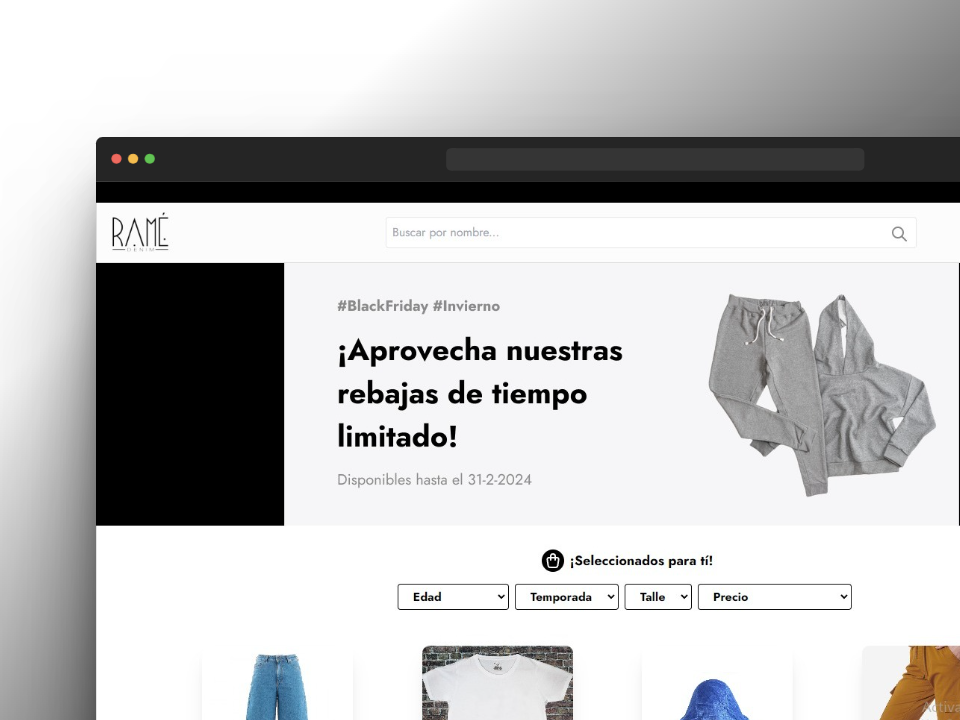 RAMÉ
DENIM
Buscar por nombre...
#BlackFriday #Invierno
¡Aprovecha nuestras
rebajas de tiempo
limitado!
Disponibles hasta el 31-2-2024
¡Seleccionados para tí!
Edad Temporada Talle Precio